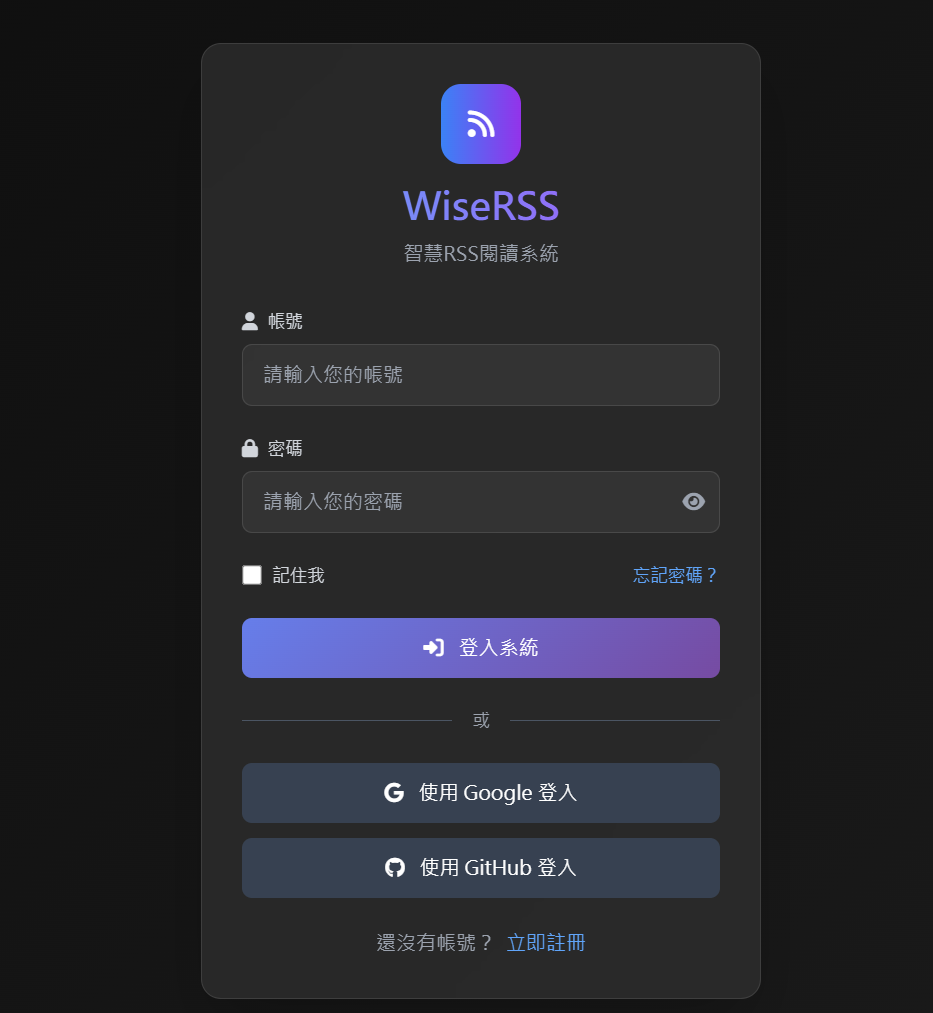 WiseRSS
智慧RSS閱讀系統
帳號
請輸入您的帳號
密碼
請輸入您的密碼
記住我 忘記密碼？
登入系統
或
使用 Google 登入
使用 GitHub 登入
還沒有帳號？ 立即註冊